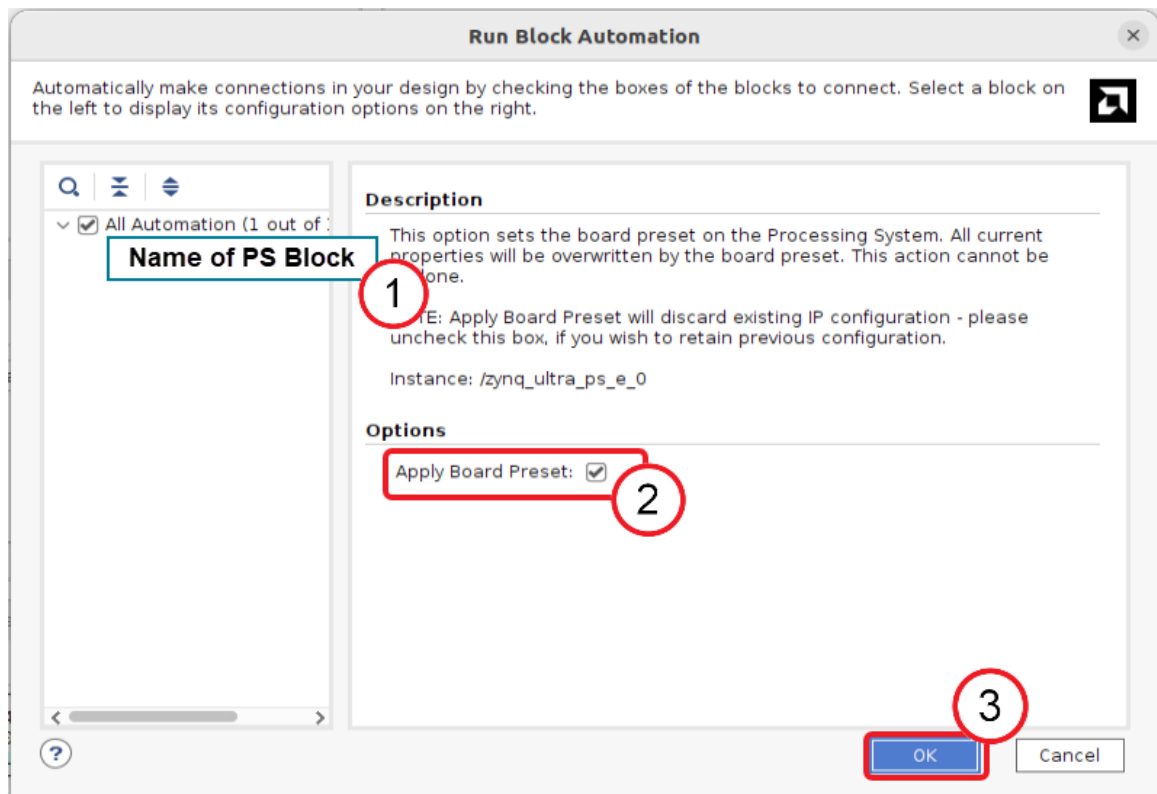 Run Block Automation
Automatically make connections in your design by checking the boxes of the blocks to connect. Select a block on
the left to display its configuration options on the right.
All Automation (1 out of
Name of PS Block
1
Description
This option sets the board preset on the Processing System. All current
properties will be overwritten by the board preset. This action cannot be
one.
E: Apply Board Preset will discard existing IP configuration - please
uncheck this box, if you wish to retain previous configuration.
Instance: /zynq_ultra_ps_e_0
Options
Apply Board Preset:
2
3
?
OK
Cancel